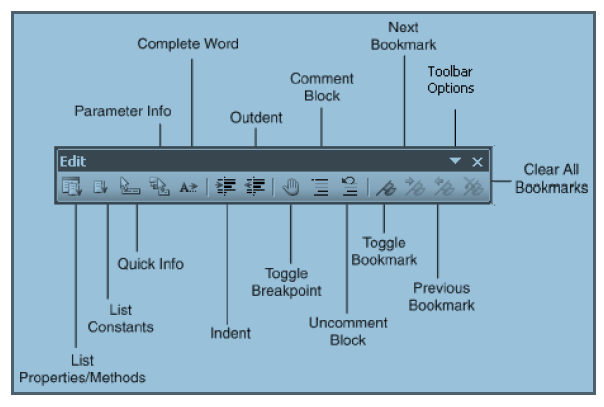 Next
Bookmark
Complete Word
Toolbar
Options
Comment
Block
Parameter Info
Outdent
Edit
Clear All
Bookmarks
A
Quick Info
Toggle
Bookmark
Toggle
Breakpoint
Previous
Bookmark
List
Constants
Indent
Uncomment
Block
List
Properties/Methods